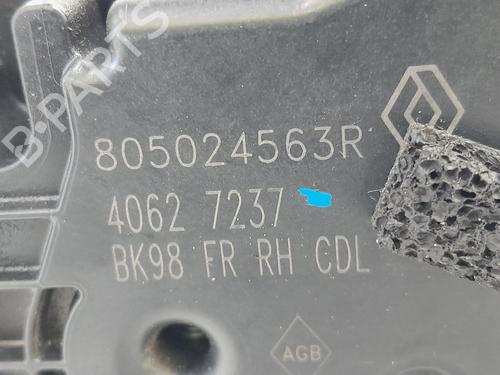 B-PARTS
805024563R
4062 7237
BK98 FR RH CDL
AGB